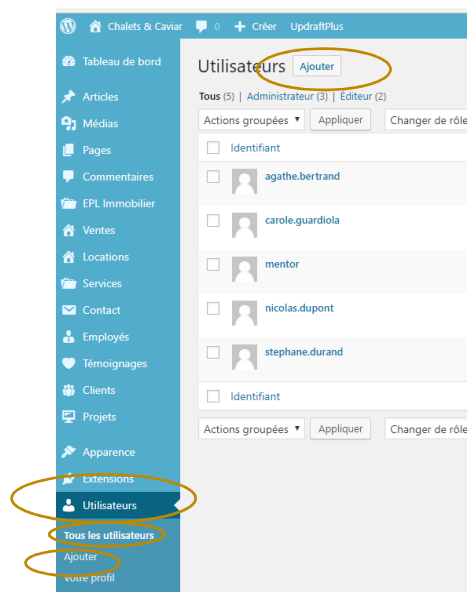 Chalets & Caviar 0 Créer UpdraftPlus
Tableau de bord
Articles
Médias
Pages
Commentaires
EPL Immobilier
Ventes
Locations
Services
Contact
Employés
Témoignages
Clients
Projets
Apparence
Extensions
Utilisateurs
Tous les utilisateurs
Ajouter
Votre profil
Utilisateurs Ajouter
Tous (5) | Administrateur (3) | Éditeur (2)
Actions groupées Appliquer Changer de rôle
Identifiant
agathe.bertrand
carole.guardiola
mentor
nicolas.dupont
stephane.durand
Identifiant
Actions groupées Appliquer Changer de rôle